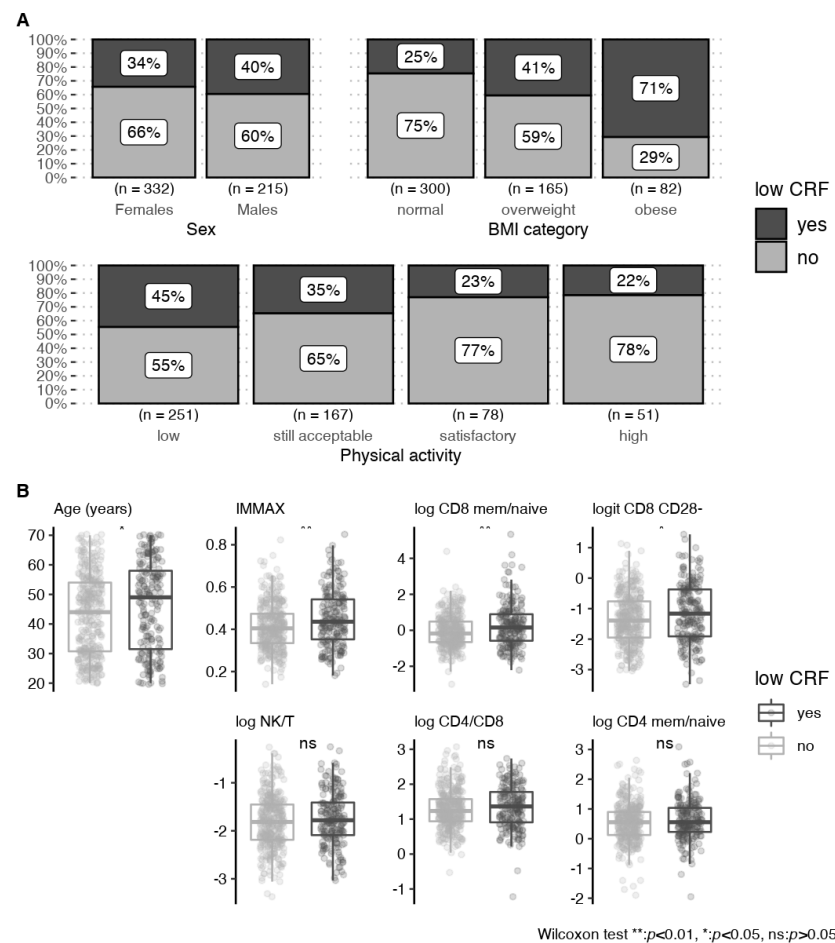 A
100%
90%
80%
70%
60%
50%
40%
30%
20%
10%
0%
34% 40% 25% 41% 71%
66% 60% 75% 59% 29%
(n = 332) (n = 215) (n = 300) (n = 165) (n = 82)
Females Males normal overweight obese
Sex BMI category
low CRF
yes
no
100%
90%
80%
70%
60%
50%
40%
30%
20%
10%
0%
45% 35% 23% 22%
55% 65% 77% 78%
(n = 251) (n = 167) (n = 78) (n = 51)
low still acceptable satisfactory high
Physical activity
B
Age (years) IMMAX log CD8 mem/naive logit CD8 CD28-
* ** ** *
70
60
50
40
30
20
0.8
0.6
0.4
0.2
4
2
0
-2
1
0
-1
-2
-3
low CRF
yes
no
log NK/T log CD4/CD8 log CD4 mem/naive
ns ns ns
-1
-2
-3
3
2
1
0
-1
3
2
1
0
-1
-2
Wilcoxon test **:p<0.01, *:p<0.05, ns:p>0.05